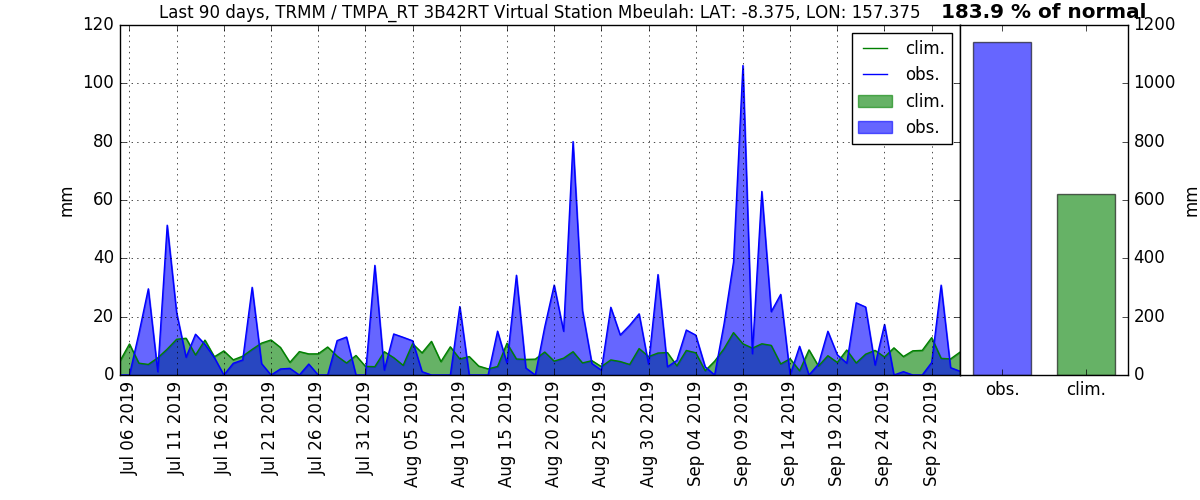 Last 90 days, TRMM / TMPA_RT 3B42RT Virtual Station Mbeulah: LAT: -8.375, LON: 157.375
183.9 % of normal
120
100
80
60
40
20
0
mm
clim.
obs.
clim.
obs.
1200
1000
800
600
400
200
0
mm
obs.
clim.
Jul 06 2019
Jul 11 2019
Jul 16 2019
Jul 21 2019
Jul 26 2019
Jul 31 2019
Aug 05 2019
Aug 10 2019
Aug 15 2019
Aug 20 2019
Aug 25 2019
Aug 30 2019
Sep 04 2019
Sep 09 2019
Sep 14 2019
Sep 19 2019
Sep 24 2019
Sep 29 2019